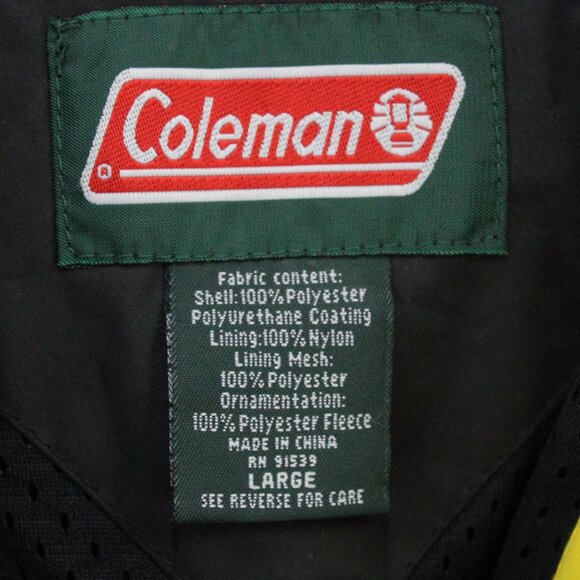 Coleman
®
Fabric content:
Shell:100% Polyester
Polyurethane Coating
Lining:100% Nylon
Lining Mesh:
100% Polyester
Ornamentation:
100% Polyester Fleece
MADE IN CHINA
RN 91539
LARGE
SEE REVERSE FOR CARE